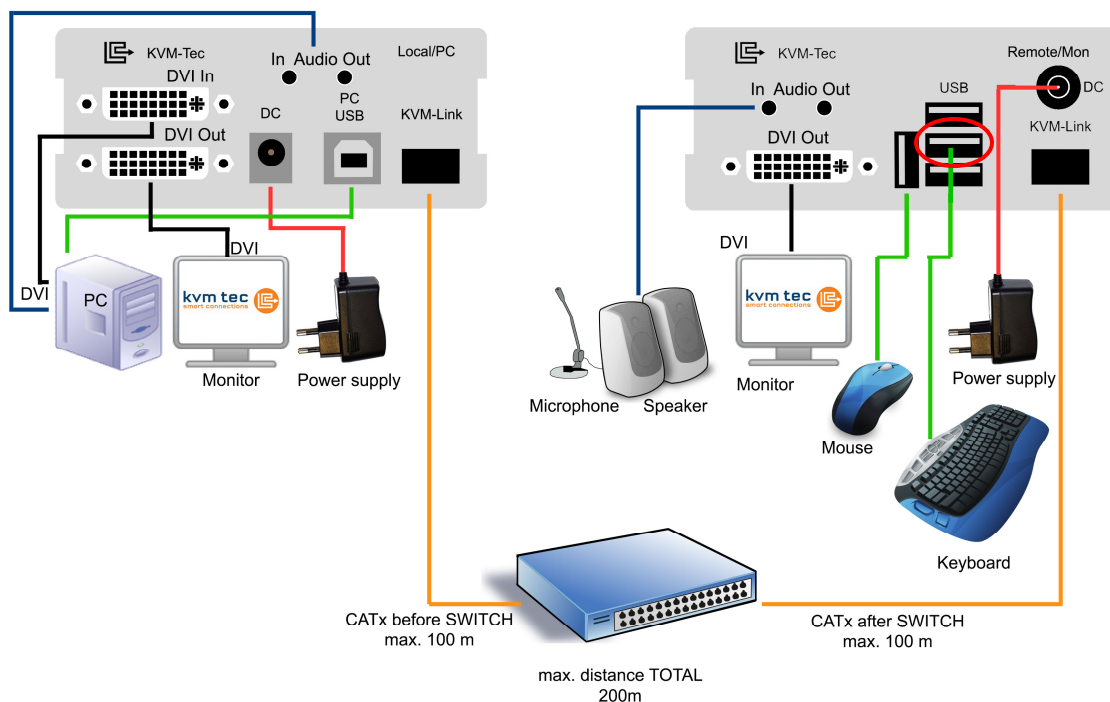 KVM-Tec
In Audio Out
Local/PC
DVI In
DC
PC
USB
KVM-Link
DVI Out
DVI
DVI
PC
kvm tec
smart connections
Monitor
Power supply
KVM-Tec
Remote/Mon
In Audio Out
USB
DC
DVI Out
KVM-Link
DVI
kvm tec
smart connections
Microphone
Speaker
Monitor
Mouse
Power supply
Keyboard
CATx before SWITCH
max. 100 m
CATx after SWITCH
max. 100 m
max. distance TOTAL
200m